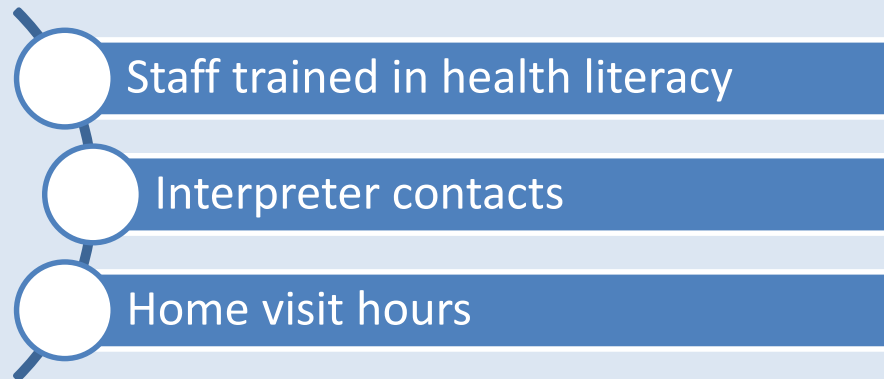 Staff trained in health literacy
Interpreter contacts
Home visit hours